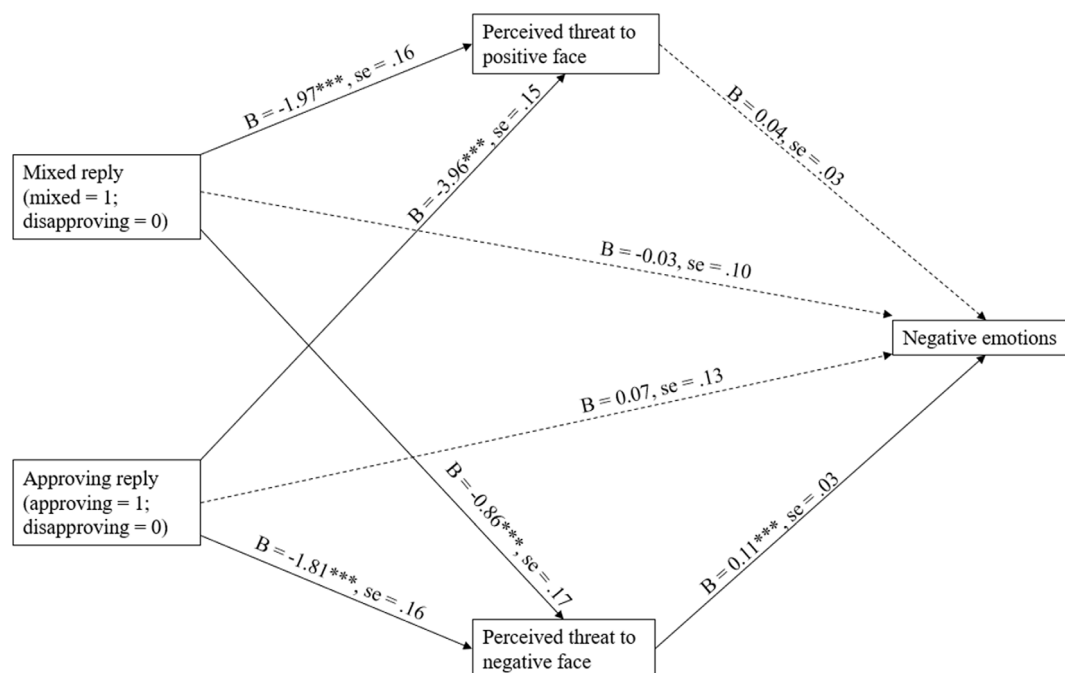 Perceived threat to
positive face
B = -1.97***, se = .16
B = -3.96***, se = .15
B = 0.04, se = .03
Mixed reply
(mixed = 1;
disapproving = 0)
B = -0.03, se = .10
Negative emotions
B = 0.07, se = .13
Approving reply
(approving = 1;
disapproving = 0)
B = -0.86***, se = .17
B = 0.11***, se = .03
B = -1.81***, se = .16
Perceived threat to
negative face